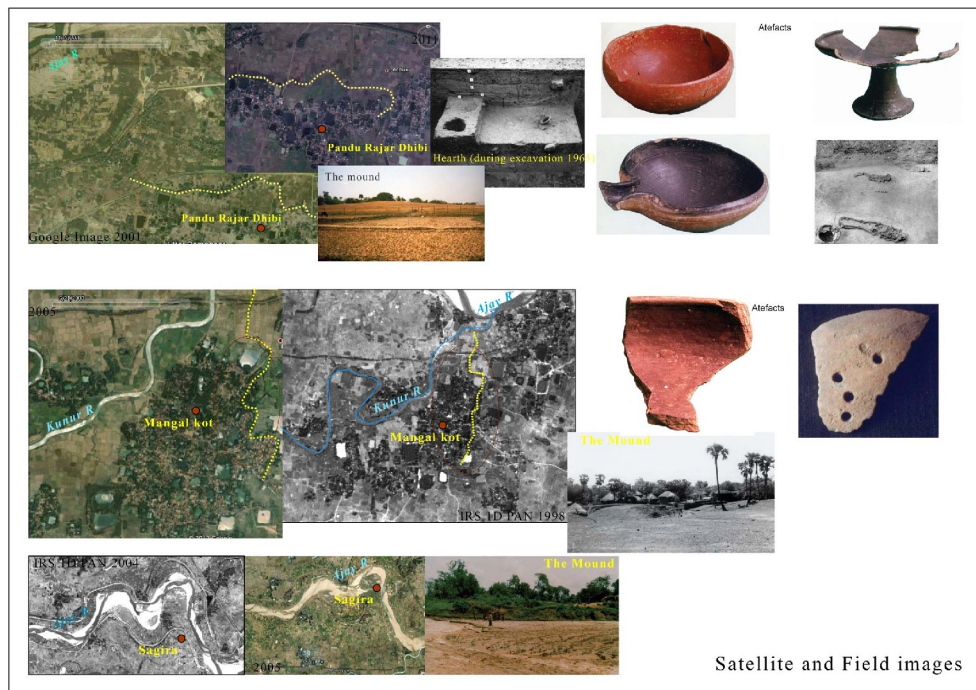 Ajay R
2011
Pandu Rajar Dhibi
Hearth (during excavation 1963)
Atefacts
The mound
Pandu Rajar Dhibi
Google Image 2001
2005
Kunur R
Mangal kot
Ajay R
Kunur R
Mangal kot
IRS 1D PAN 1998
Atefacts
The Mound
IRS 1D PAN 2004
Ajay R
Sagira
Ajay R
Sagira
2005
The Mound
Satellite and Field images